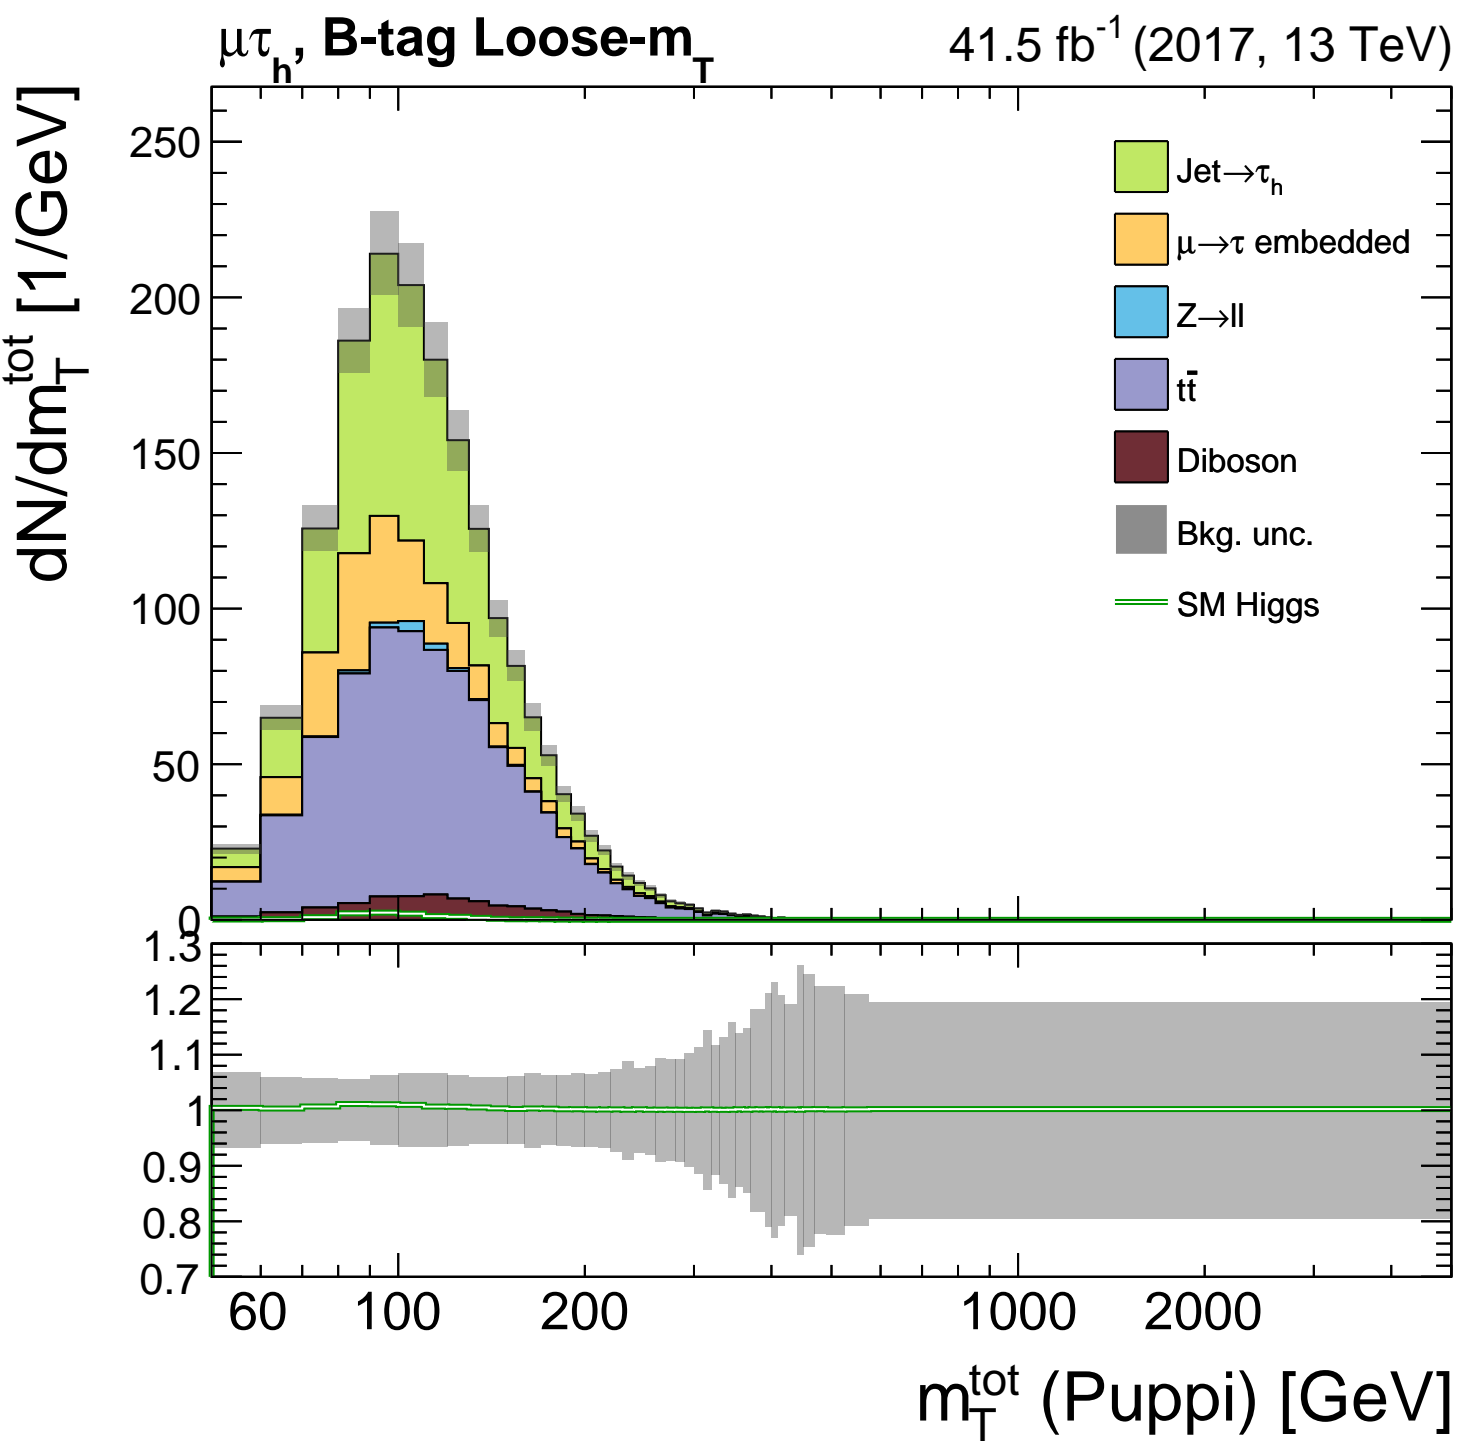 μτh, B-tag Loose-mT
41.5 fb-1 (2017, 13 TeV)
dN/dmTtot [1/GeV]
250
200
150
100
50
0
Jet→τh
μ→τ embedded
Z→ll
tt̄
Diboson
Bkg. unc.
SM Higgs
1.3
1.2
1.1
1
0.9
0.8
0.7
60 100 200 1000 2000
mTtot (Puppi) [GeV]